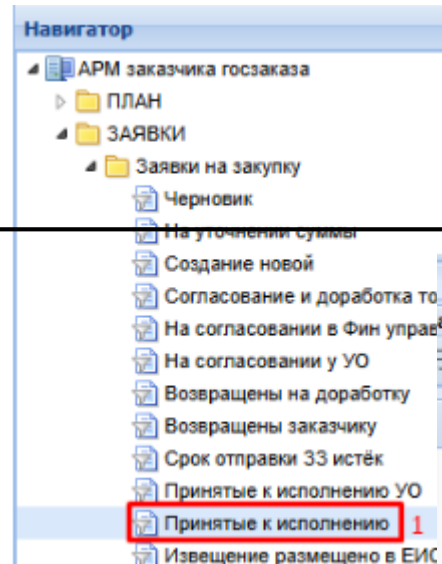 Навигатор
АРМ заказчика госзаказа
ПЛАН
ЗАЯВКИ
Заявки на закупку
Черновик
На уточнении суммы
Создание новой
Согласование и доработка то
На согласовании в Фин управ
На согласовании у УО
Возвращены на доработку
Возвращены заказчику
Срок отправки ЗЗ истёк
Принятые к исполнению УО
Принятые к исполнению 1
Извещение размещено в ЕИС